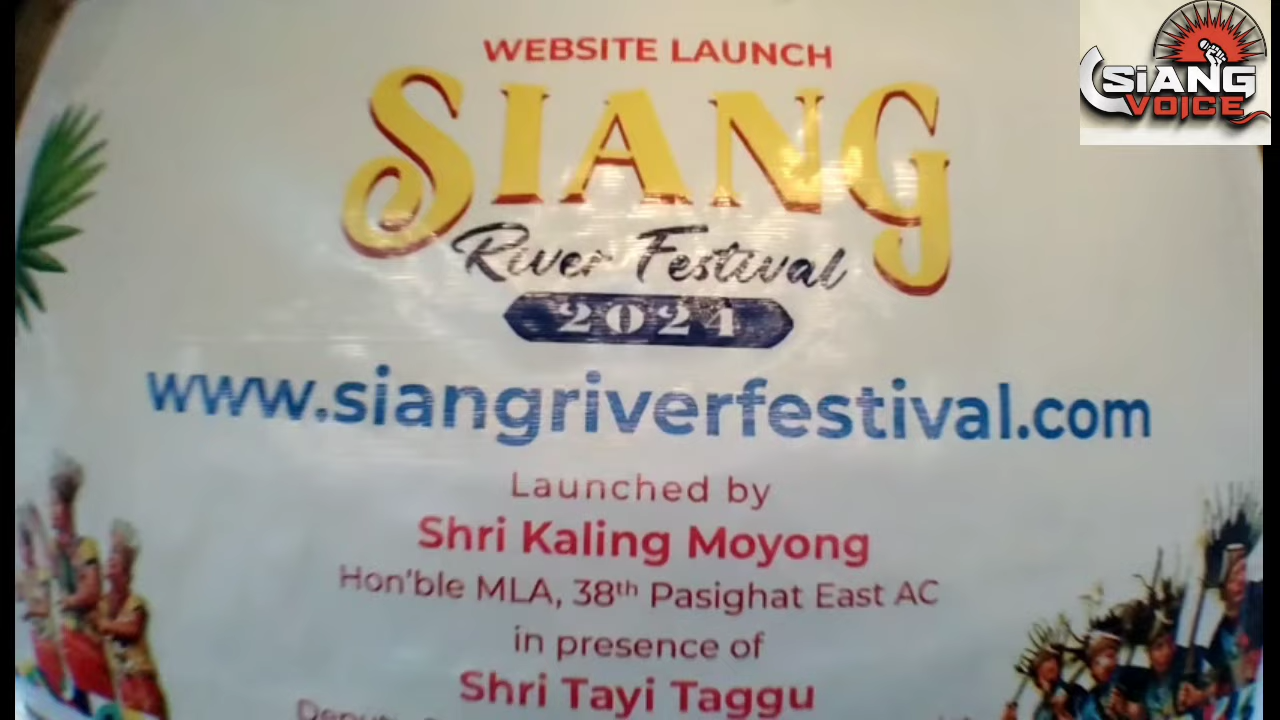 WEBSITE LAUNCH
SIANG
River Festival
2024
www.siangriverfestival.com
Launched by
Shri Kaling Moyong
Hon'ble MLA, 38th Pasighat East AC
in presence of
Shri Tayi Taggu
SiANG
VOICE